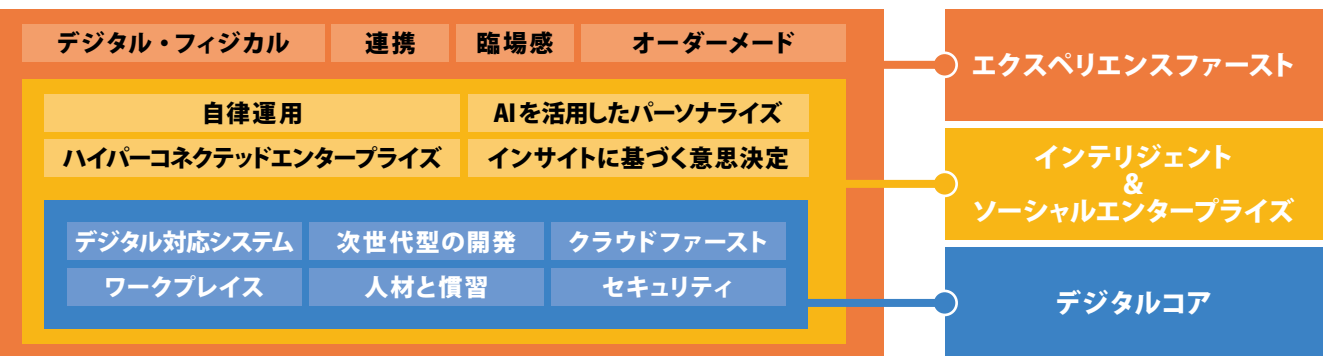 デジタル・フィジカル
連携
臨場感
オーダーメード
エクスペリエンスファースト
自律運用
AIを活用したパーソナライズ
ハイパーコネクテッドエンタープライズ
インサイトに基づく意思決定
インテリジェント
&
ソーシャルエンタープライズ
デジタル対応システム
次世代型の開発
クラウドファースト
ワークプレイス
人材と慣習
セキュリティ
デジタルコア